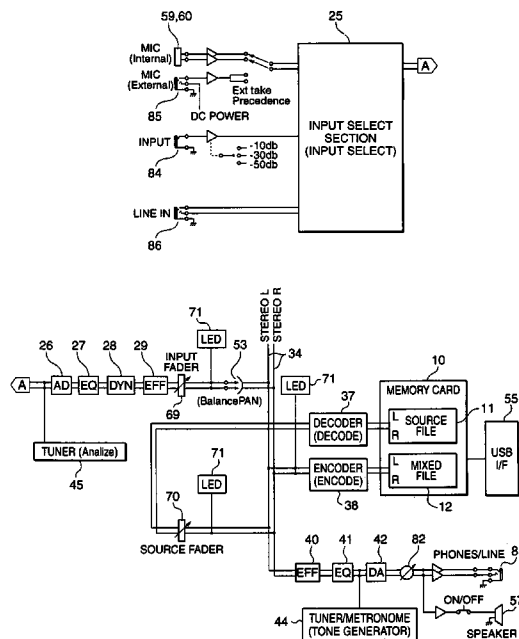 59,60
25
MIC
(Internal)
A
MIC
(External)
Ext take
Precedence
85
DC POWER
INPUT SELECT
SECTION
(INPUT SELECT)
INPUT
84
-10db
-30db
-50db
LINE IN
86
STEREO L
STEREO R
71
26
27
28
29
LED
53
34
71
INPUT
FADER
LED
10
A
AD
EQ
DYN
EFF
(BalancePAN)
37
MEMORY CARD
55
69
DECODER
(DECODE)
L
R
SOURCE
FILE
11
TUNER (Analize)
USB
I/F
45
71
LED
ENCODER
(ENCODE)
L
R
MIXED
FILE
70
38
12
SOURCE FADER
40
41
42
82
PHONES/LINE
EFF
EQ
DA
ON/OFF
57
TUNER/METRONOME
(TONE GENERATOR)
44
SPEAKER